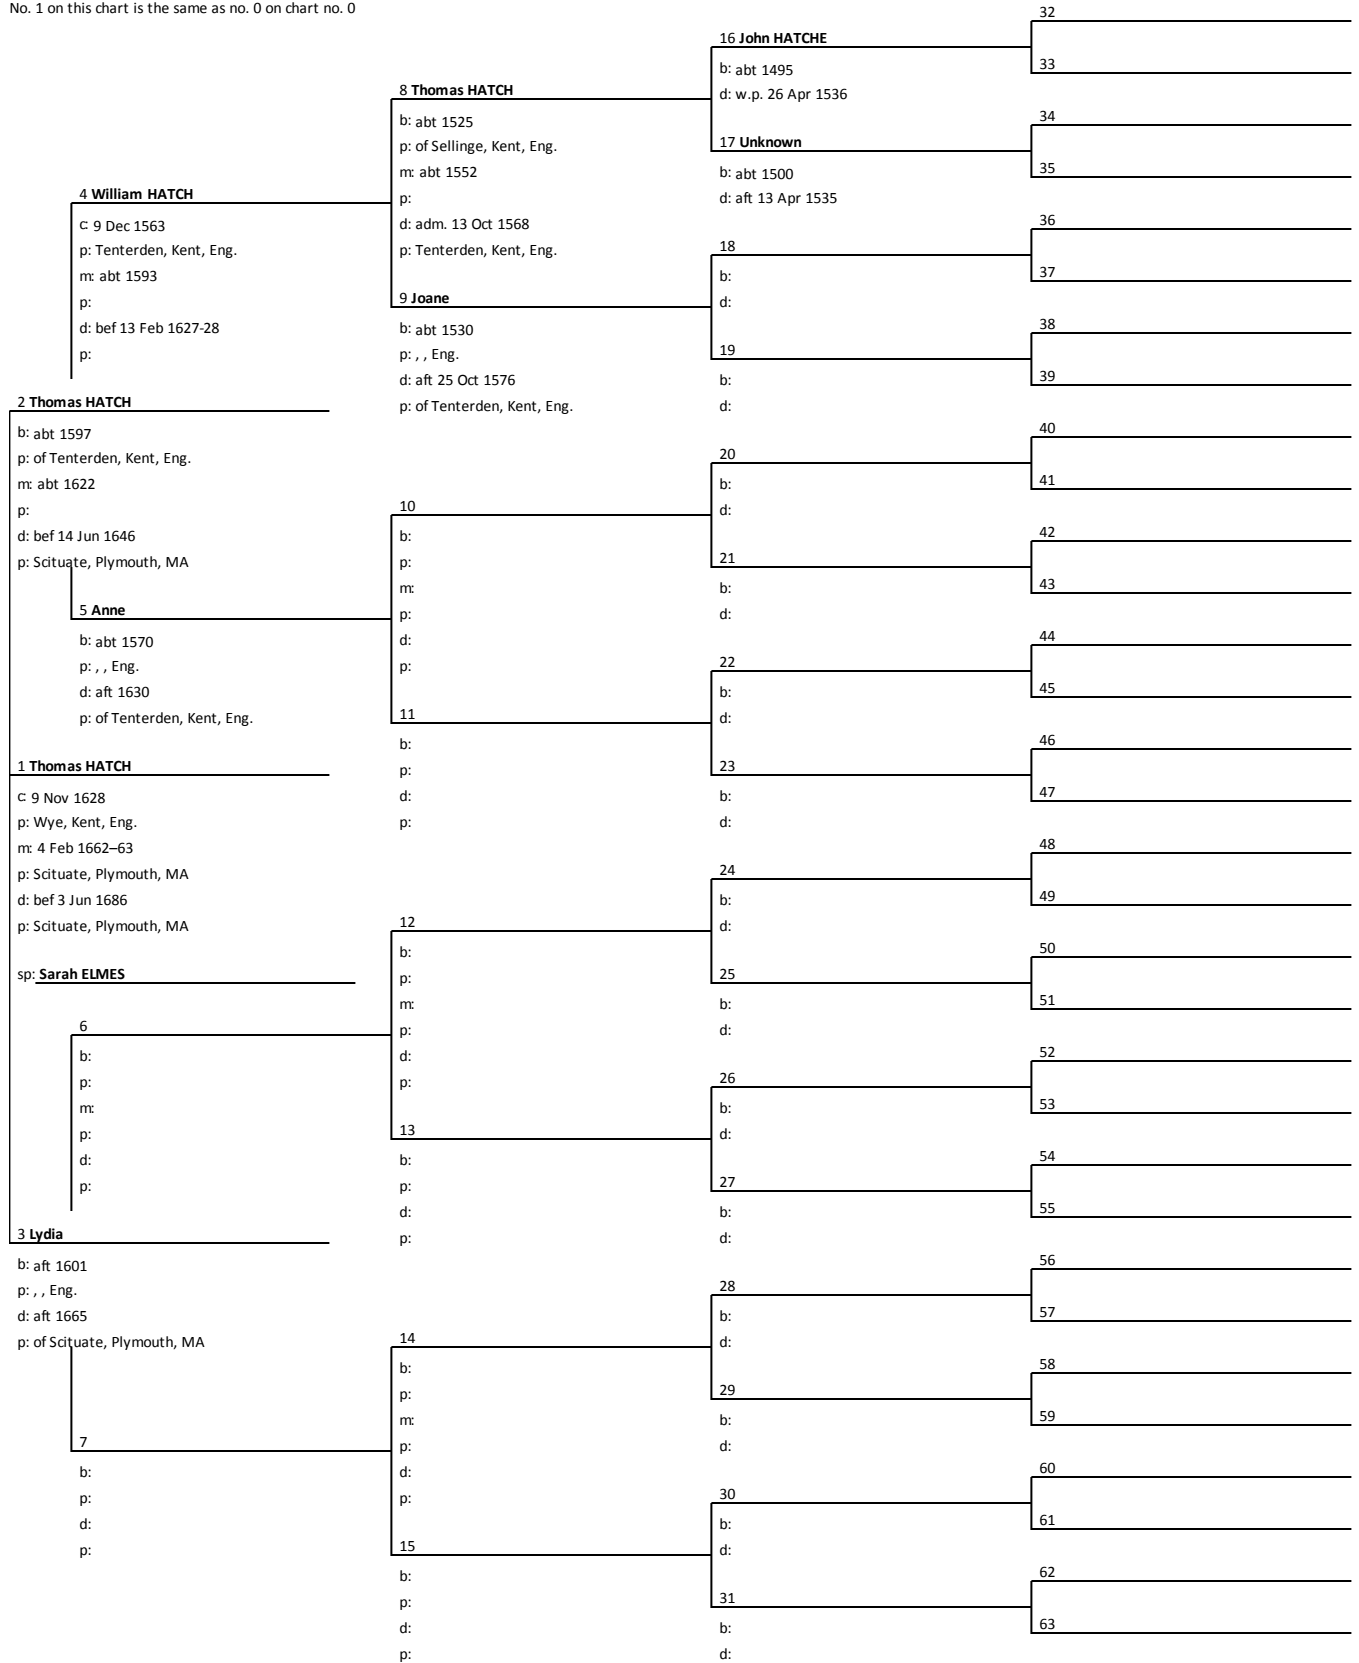 No. 1 on this chart is the same as no. 0 on chart no. 0
2 Thomas HATCH
b: abt 1597
p: of Tenterden, Kent, Eng.
m: abt 1622
p:
d: bef 14 Jun 1646
p: Scituate, Plymouth, MA
1 Thomas HATCH
c: 9 Nov 1628
p: Wye, Kent, Eng.
m: 4 Feb 1662–63
p: Scituate, Plymouth, MA
d: bef 3 Jun 1686
p: Scituate, Plymouth, MA
sp: Sarah ELMES
3 Lydia
b: aft 1601
p: , , Eng.
d: aft 1665
p: of Scituate, Plymouth, MA
4 William HATCH
c: 9 Dec 1563
p: Tenterden, Kent, Eng.
m: abt 1593
p:
d: bef 13 Feb 1627-28
p:
5 Anne
b: abt 1570
p: , , Eng.
d: aft 1630
p: of Tenterden, Kent, Eng.
6
b:
p:
m:
p:
d:
p:
7
b:
p:
d:
p:
8 Thomas HATCH
b: abt 1525
p: of Sellinge, Kent, Eng.
m: abt 1552
p:
d: adm. 13 Oct 1568
p: Tenterden, Kent, Eng.
9 Joane
b: abt 1530
p: , , Eng.
d: aft 25 Oct 1576
p: of Tenterden, Kent, Eng.
10
b:
p:
m:
p:
d:
p:
11
b:
p:
d:
p:
12
b:
p:
m:
p:
d:
p:
13
b:
p:
d:
p:
14
b:
p:
m:
p:
d:
p:
15
b:
p:
d:
p:
16 John HATCHE
b: abt 1495
d: w.p. 26 Apr 1536
17 Unknown
b: abt 1500
d: aft 13 Apr 1535
18
b:
d:
19
b:
d:
20
b:
d:
21
b:
d:
22
b:
d:
23
b:
d:
24
b:
d:
25
b:
d:
26
b:
d:
27
b:
d:
28
b:
d:
29
b:
d:
30
b:
d:
31
b:
d:
32
33
34
35
36
37
38
39
40
41
42
43
44
45
46
47
48
49
50
51
52
53
54
55
56
57
58
59
60
61
62
63